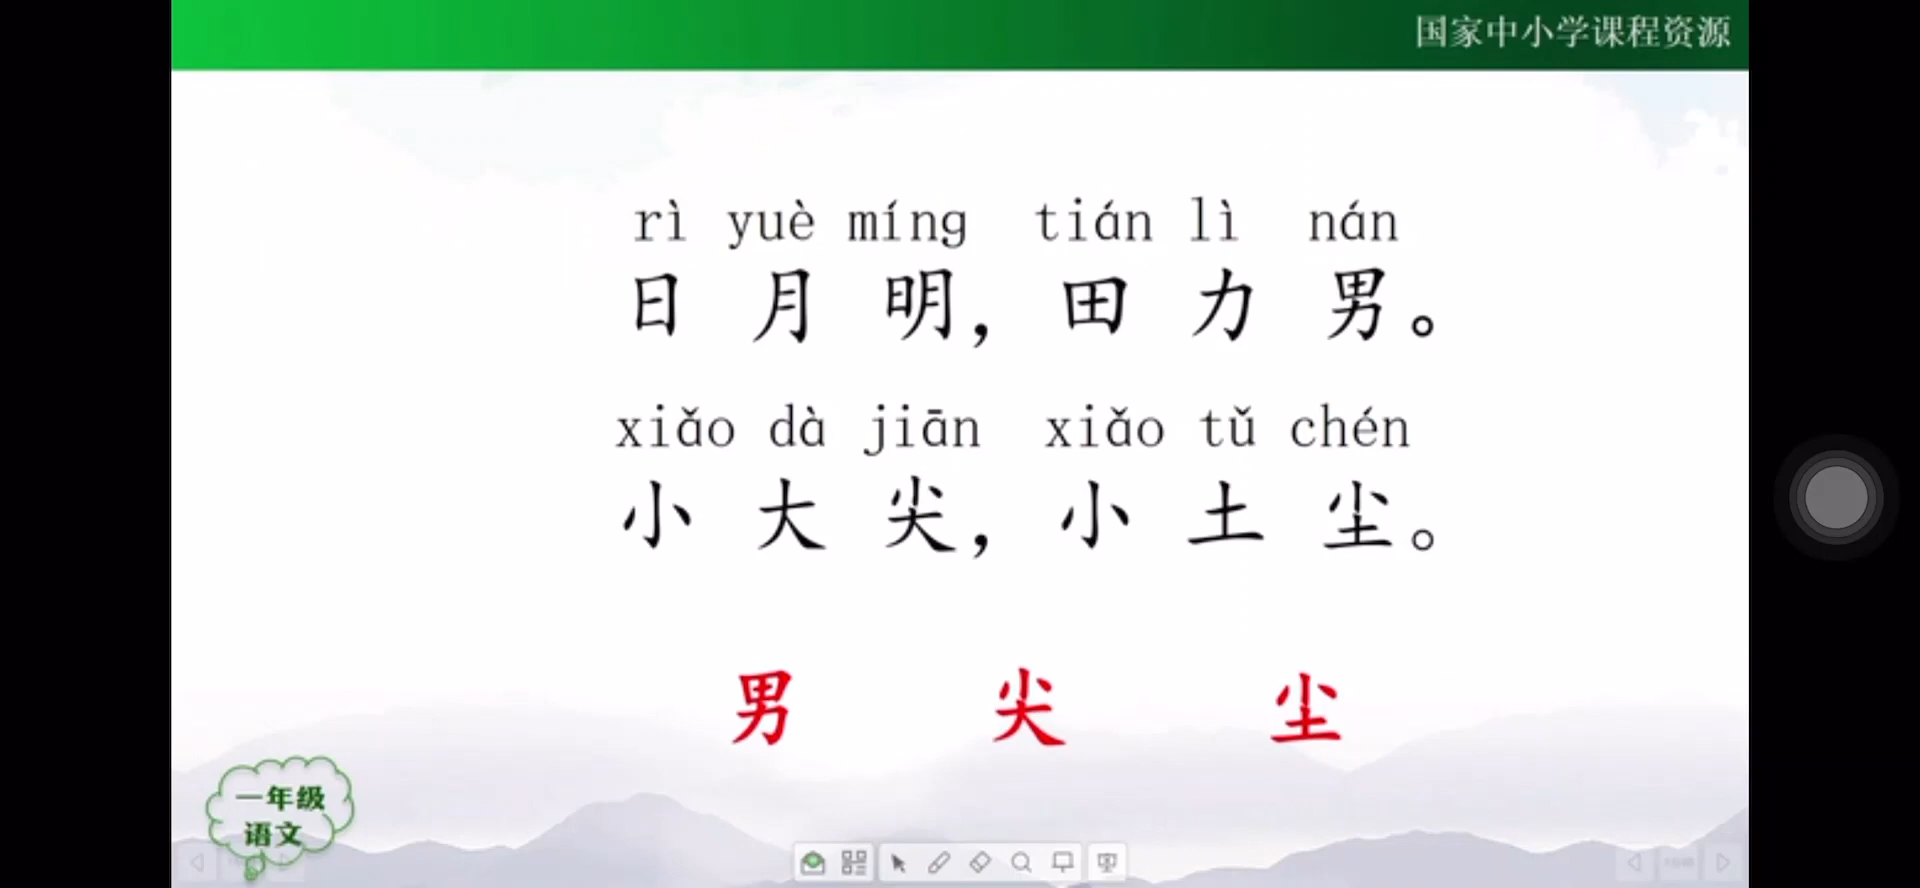 国家中小学课程资源
rì yuè míng tián lì nán
日 月 明，田 力 男。
xiǎo dà jiān xiǎo tǔ chén
小 大 尖，小 土 尘。
男 尖 尘
一年级
语文